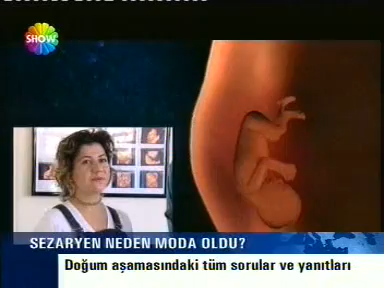 SHOW
SEZARYEN NEDEN MODA OLDU?
Doğum aşamasındaki tüm sorular ve yanıtları